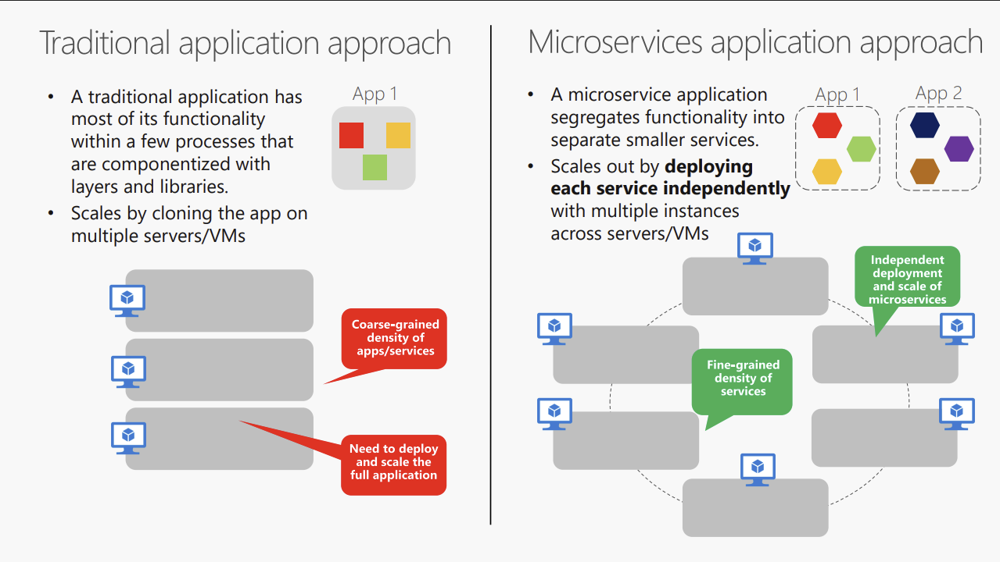 Traditional application approach
• A traditional application has
most of its functionality
within a few processes that
are componentized with
layers and libraries.
• Scales by cloning the app on
multiple servers/VMs
App 1
Coarse-grained
density of
apps/services
Need to deploy
and scale the
full application
Microservices application approach
• A microservice application
segregates functionality into
separate smaller services.
• Scales out by deploying
each service independently
with multiple instances
across servers/VMs
App 1
App 2
Independent
deployment
and scale of
microservices
Fine-grained
density of
services